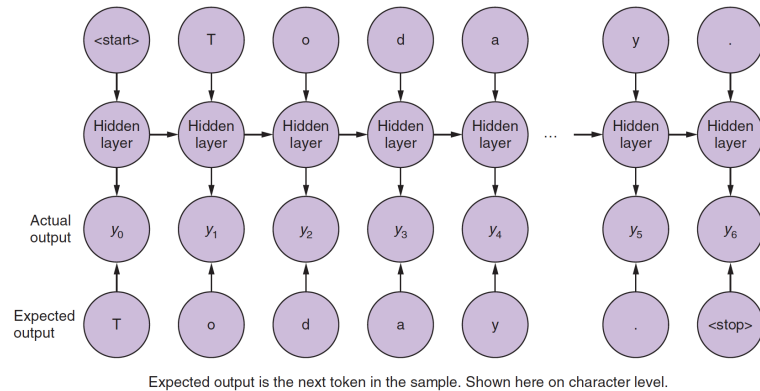 <start> T o d a y .
Hidden layer Hidden layer Hidden layer Hidden layer Hidden layer ... Hidden layer Hidden layer
Actual output y0 y1 y2 y3 y4 y5 y6
Expected output T o d a y . <stop>
Expected output is the next token in the sample. Shown here on character level.